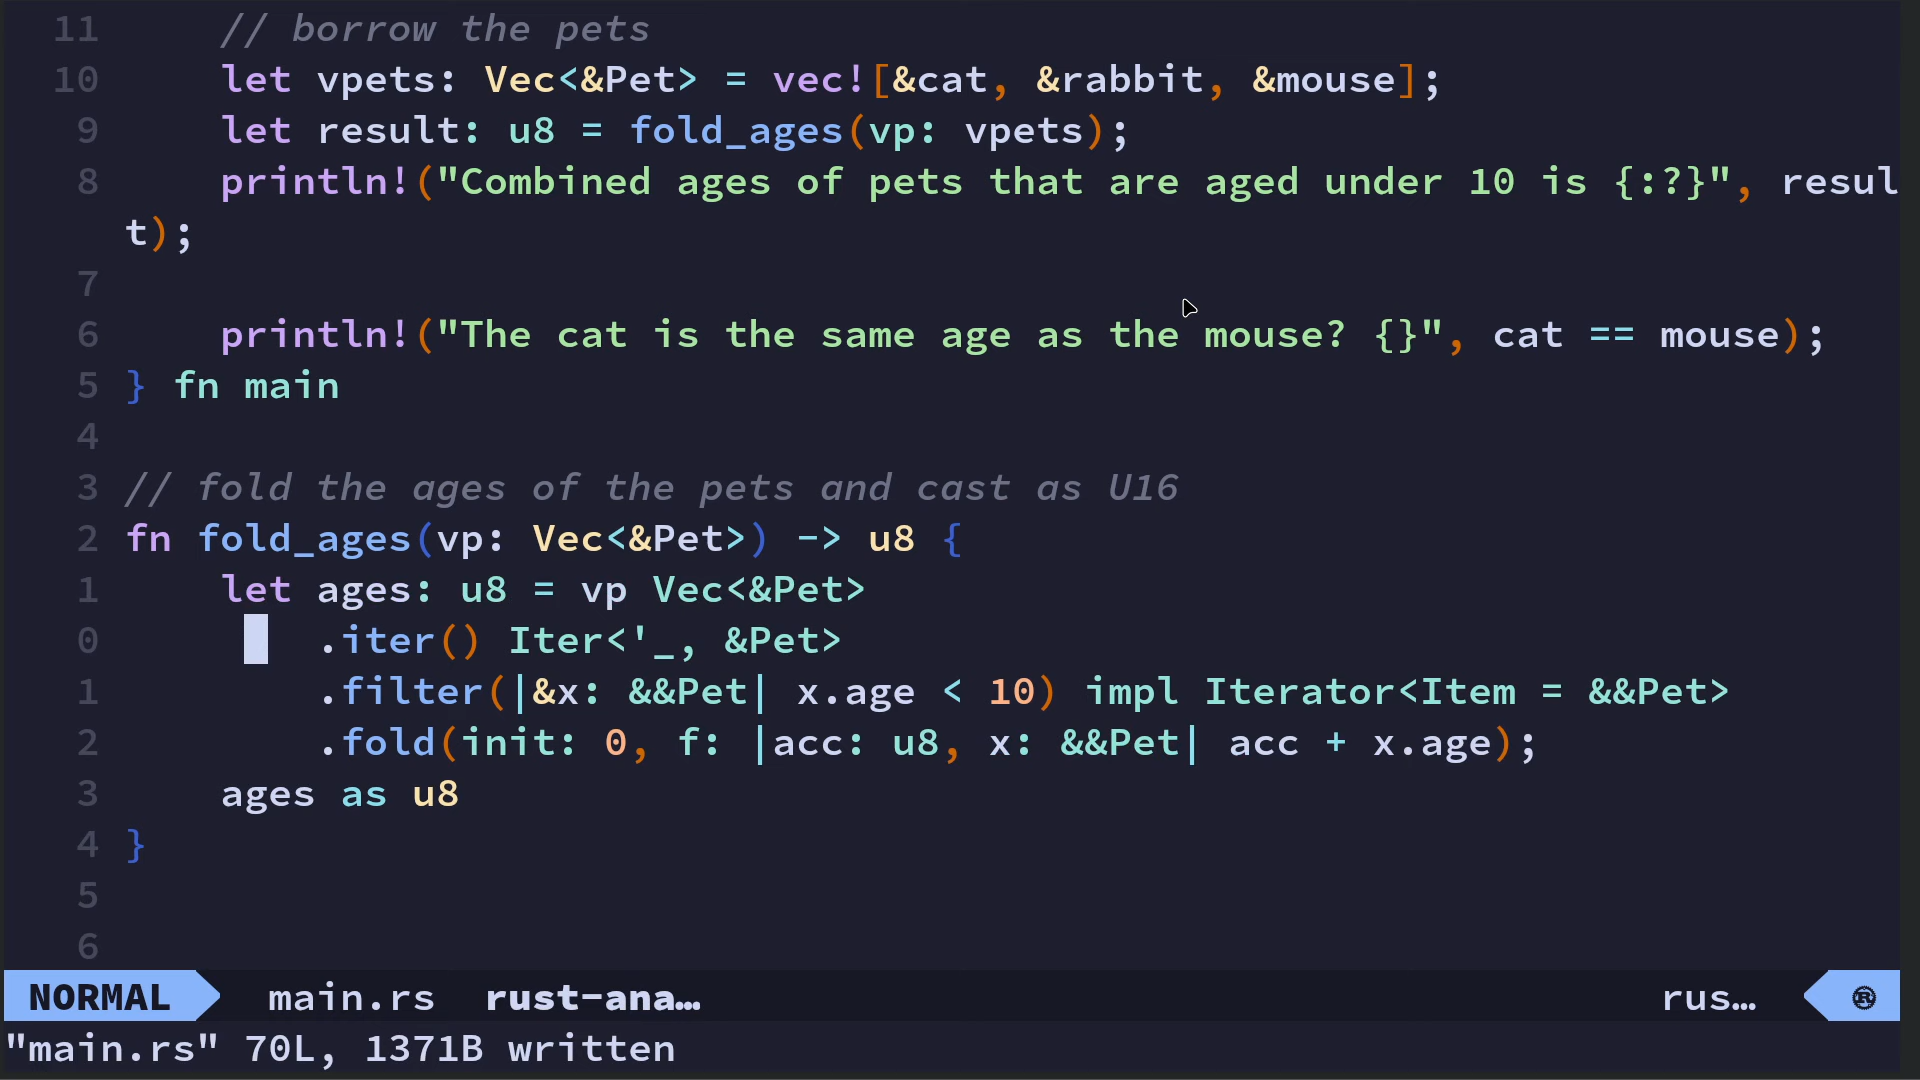 11     // borrow the pets
10     let vpets: Vec<&Pet> = vec![&cat, &rabbit, &mouse];
 9     let result: u8 = fold_ages(vp: vpets);
 8     println!("Combined ages of pets that are aged under 10 is {:?}", resul
   t);
 7
 6     println!("The cat is the same age as the mouse? {}", cat == mouse);
 5 } fn main
 4
 3 // fold the ages of the pets and cast as U16
 2 fn fold_ages(vp: Vec<&Pet>) -> u8 {
 1     let ages: u8 = vp Vec<&Pet>
 0         .iter() Iter<'_, &Pet>
 1         .filter(|&x: &&Pet| x.age < 10) impl Iterator<Item = &&Pet>
 2         .fold(init: 0, f: |acc: u8, x: &&Pet| acc + x.age);
 3     ages as u8
 4 }
 5
 6
NORMAL main.rs rust-ana… rus… R
"main.rs" 70L, 1371B written